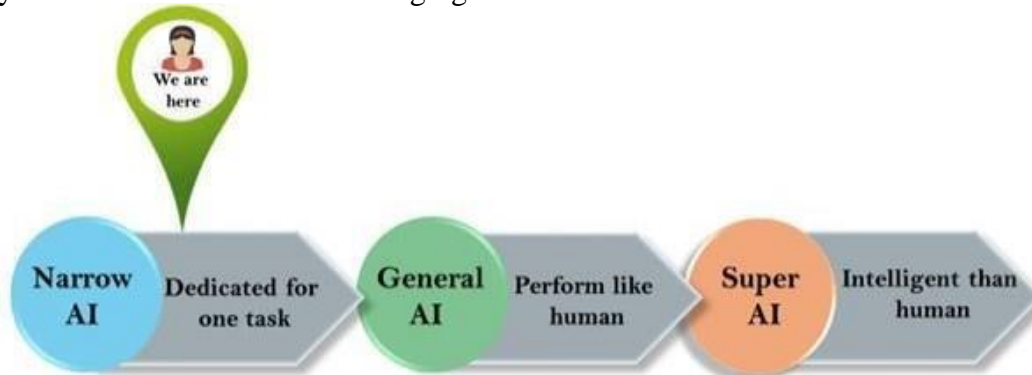 We are
here
Narrow
AI
Dedicated for
one task
General
AI
Perform like
human
Super
AI
Intelligent than
human